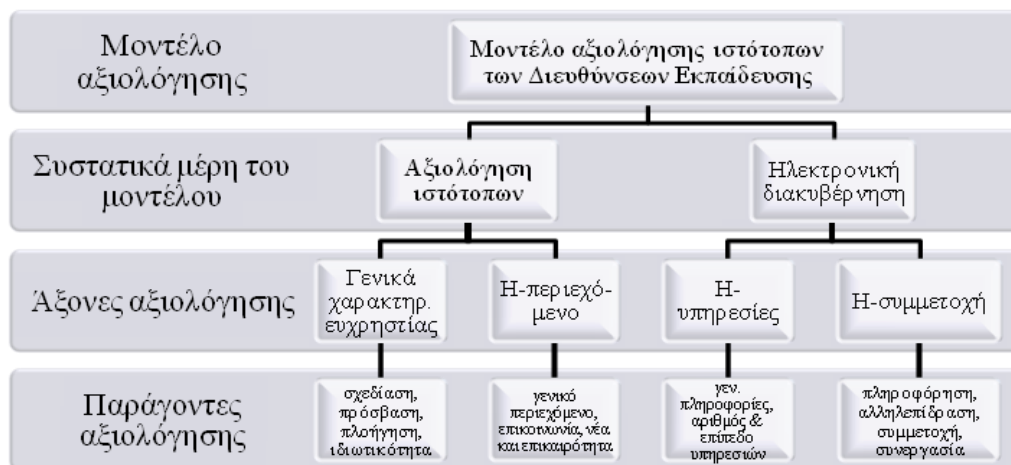 Μοντέλο
αξιολόγησης
Μοντέλο αξιολόγησης ιστότοπων
των Διευθύνσεων Εκπαίδευσης
Συστατικά μέρη του
μοντέλου
Αξιολόγηση
ιστότοπων
Ηλεκτρονική
διακυβέρνηση
Άξονες αξιολόγησης
Γενικά
χαρακτηρ.
ευχρηστίας
Η-περιεχό-
μενο
Η-
υπηρεσίες
Η-συμμετοχή
Παράγοντες
αξιολόγησης
σχεδίαση,
πρόσβαση,
πλοήγηση,
ιδιωτικότητα
γενικό
περιεχόμενο,
επικοινωνία, νέα
και επικαιρότητα
γεν.
πληροφορίες,
αριθμός &
επίπεδο
υπηρεσιών
πληροφόρηση,
αλληλεπίδραση,
συμμετοχή,
συνεργασία